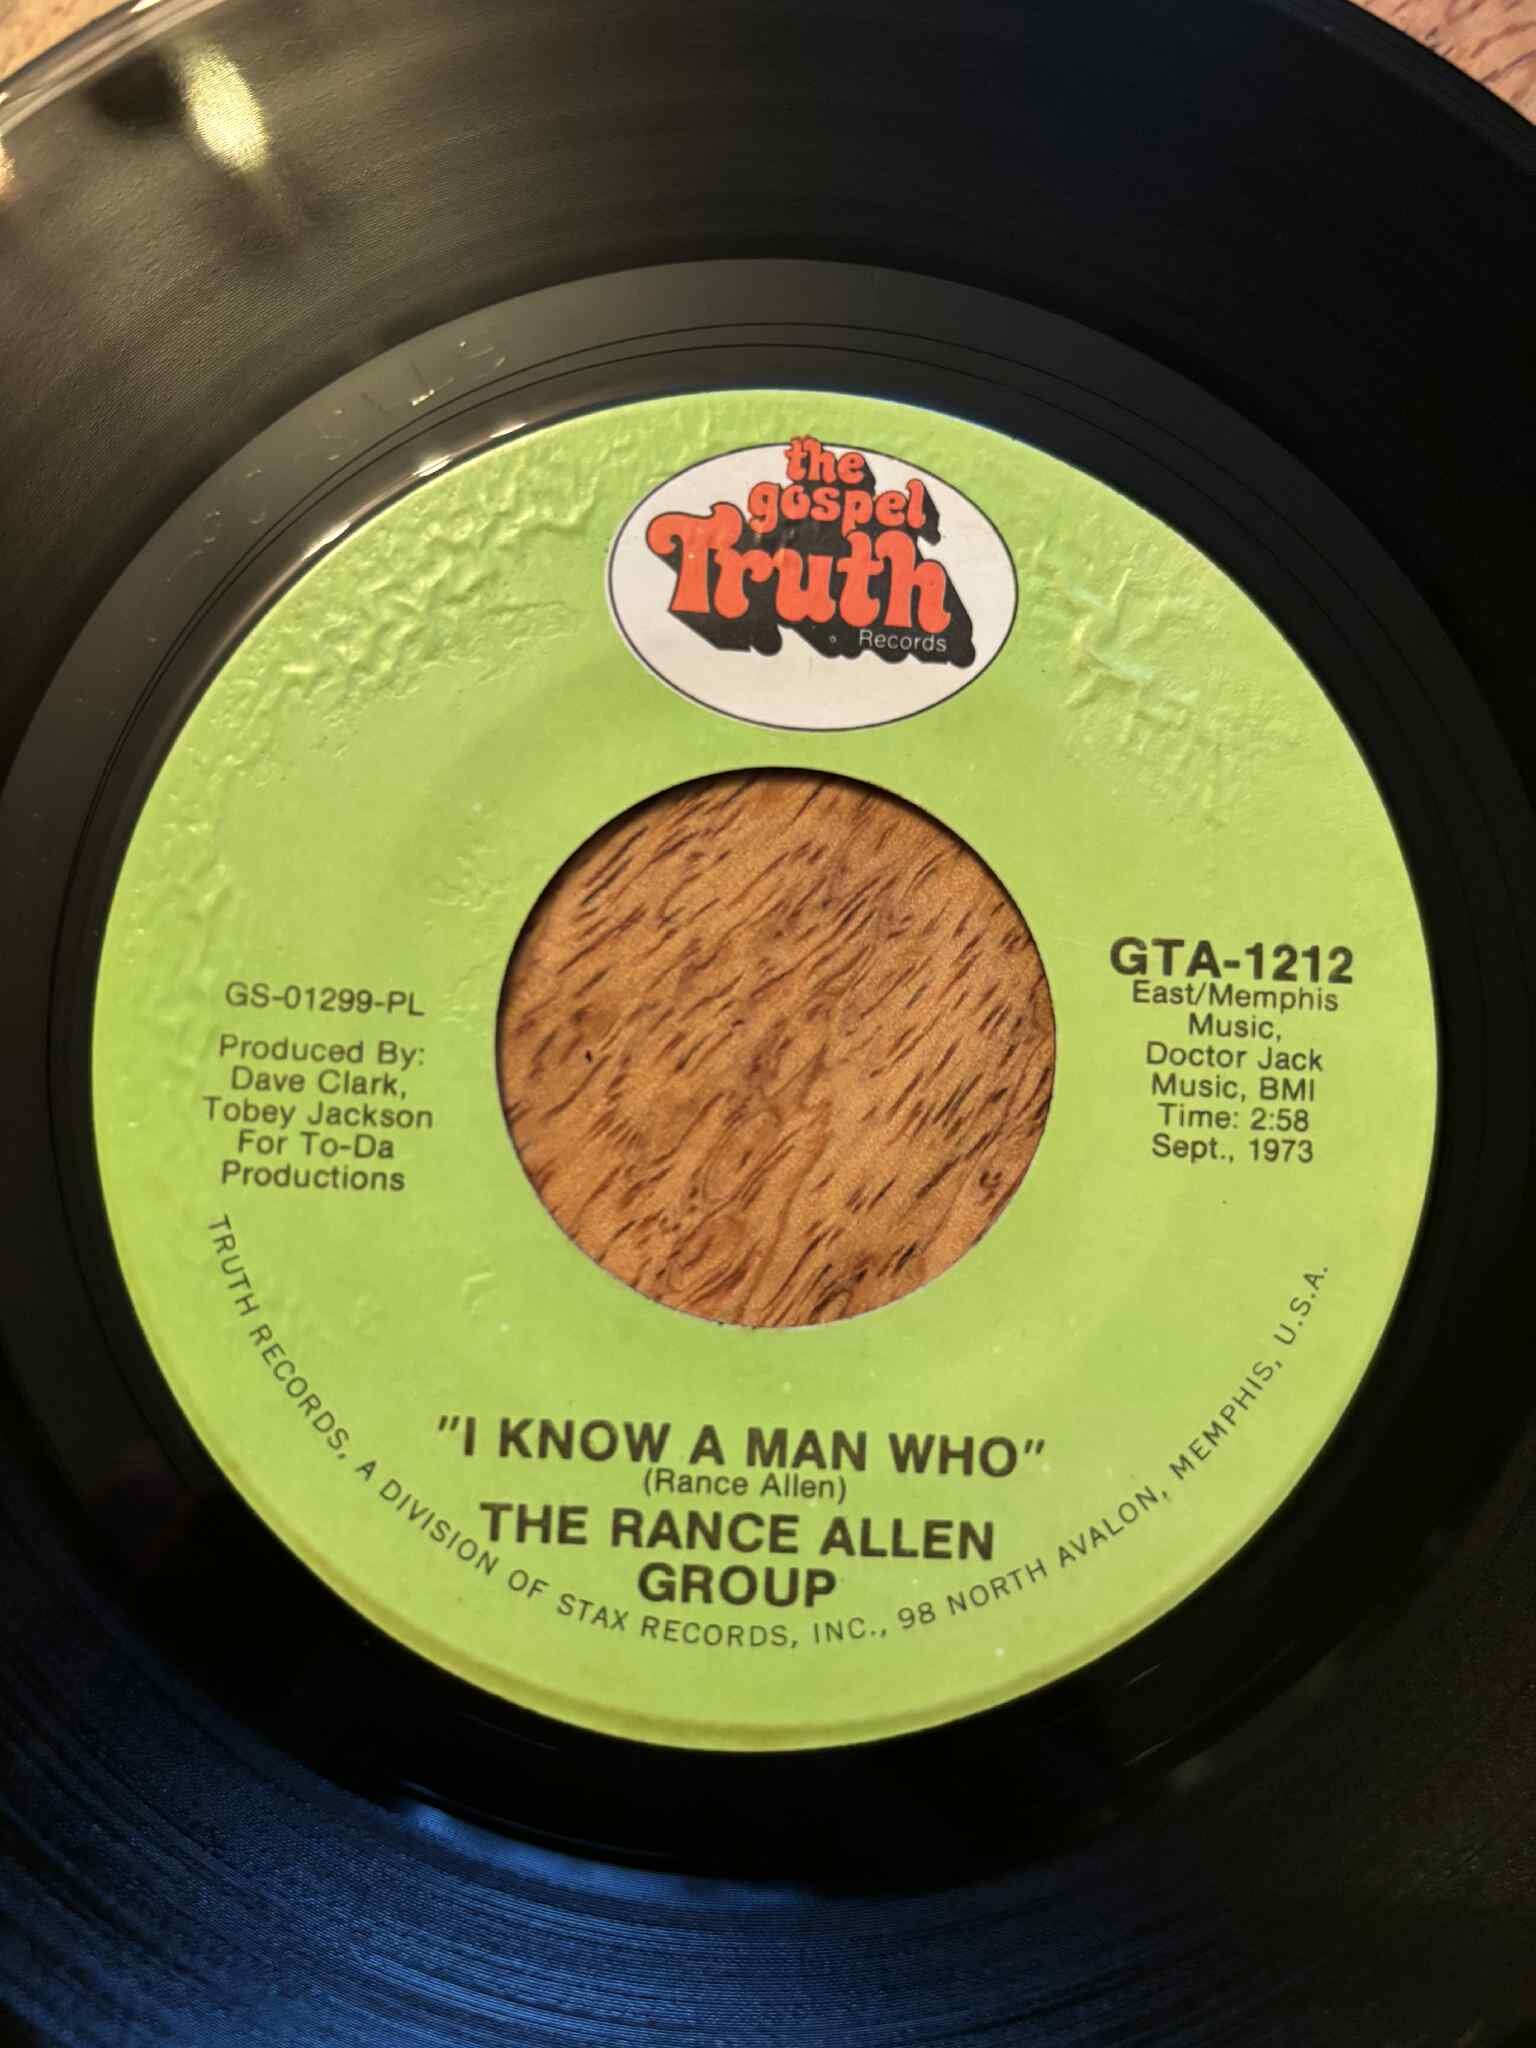 the
gospel
Truth
Records
GTA-1212
East/Memphis
Music,
Doctor Jack
Music, BMI
Time: 2:58
Sept., 1973
GS-01299-PL
Produced By:
Dave Clark,
Tobey Jackson
For To-Da
Productions
"I KNOW A MAN WHO"
(Rance Allen)
THE RANCE ALLEN
GROUP
TRUTH RECORDS, A DIVISION OF STAX RECORDS, INC., 98 NORTH AVALON, MEMPHIS, U.S.A.